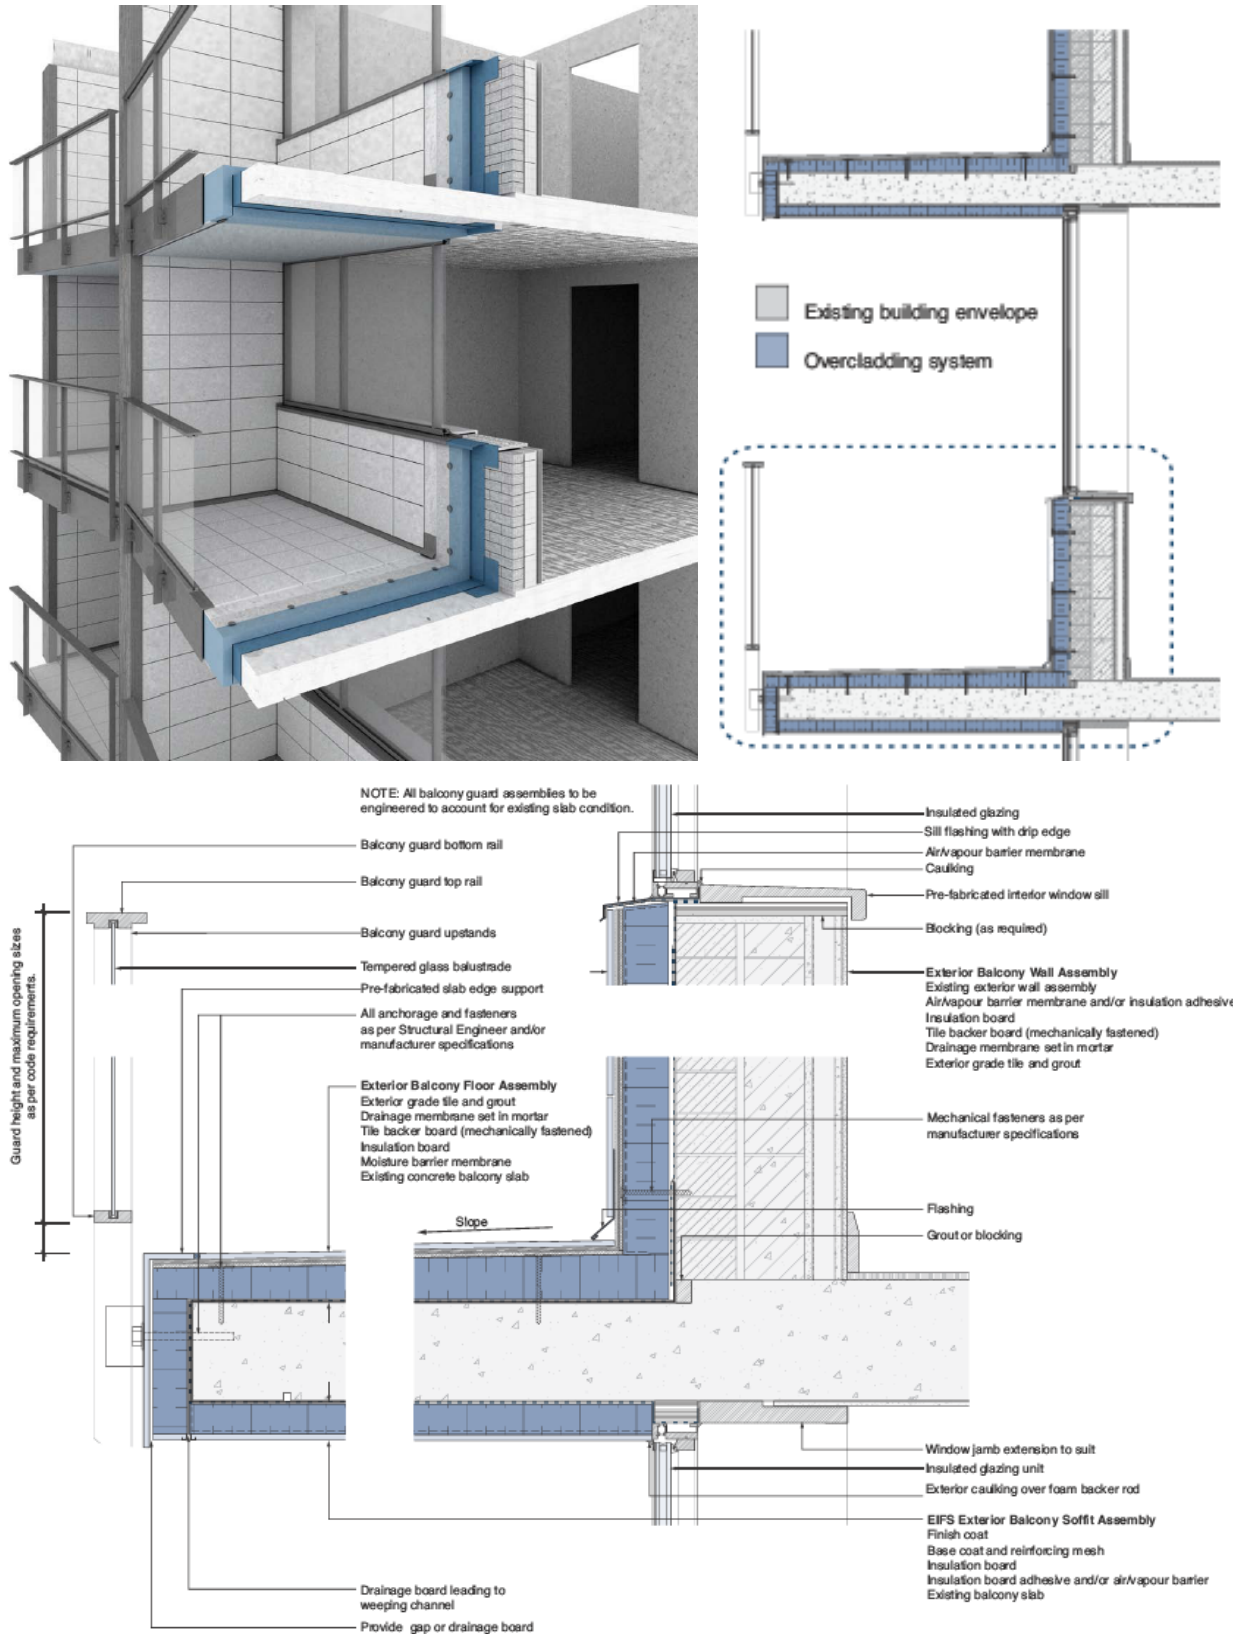 Existing building envelope
Overcladding system
NOTE: All balcony guard assemblies to be
engineered to account for existing slab condition.
Balcony guard bottom rail
Balcony guard top rail
Balcony guard upstands
Tempered glass balustrade
Pre-fabricated slab edge support
All anchorage and fasteners
as per Structural Engineer and/or
manufacturer specifications
Guard height and maximum opening sizes
as per code requirements.
Exterior Balcony Floor Assembly
Exterior grade tile and grout
Drainage membrane set in mortar
Tile backer board (mechanically fastened)
Insulation board
Moisture barrier membrane
Existing concrete balcony slab
Slope
Insulated glazing
Sill flashing with drip edge
Air/vapour barrier membrane
Caulking
Pre-fabricated interior window sill
Blocking (as required)
Exterior Balcony Wall Assembly
Existing exterior wall assembly
Air/vapour barrier membrane and/or insulation adhesive
Insulation board
Tile backer board (mechanically fastened)
Drainage membrane set in mortar
Exterior grade tile and grout
Mechanical fasteners as per
manufacturer specifications
Flashing
Grout or blocking
Window jamb extension to suit
Insulated glazing unit
Exterior caulking over foam backer rod
EIFS Exterior Balcony Soffit Assembly
Finish coat
Base coat and reinforcing mesh
Insulation board
Insulation board adhesive and/or air/vapour barrier
Existing balcony slab
Drainage board leading to
weeping channel
Provide gap or drainage board